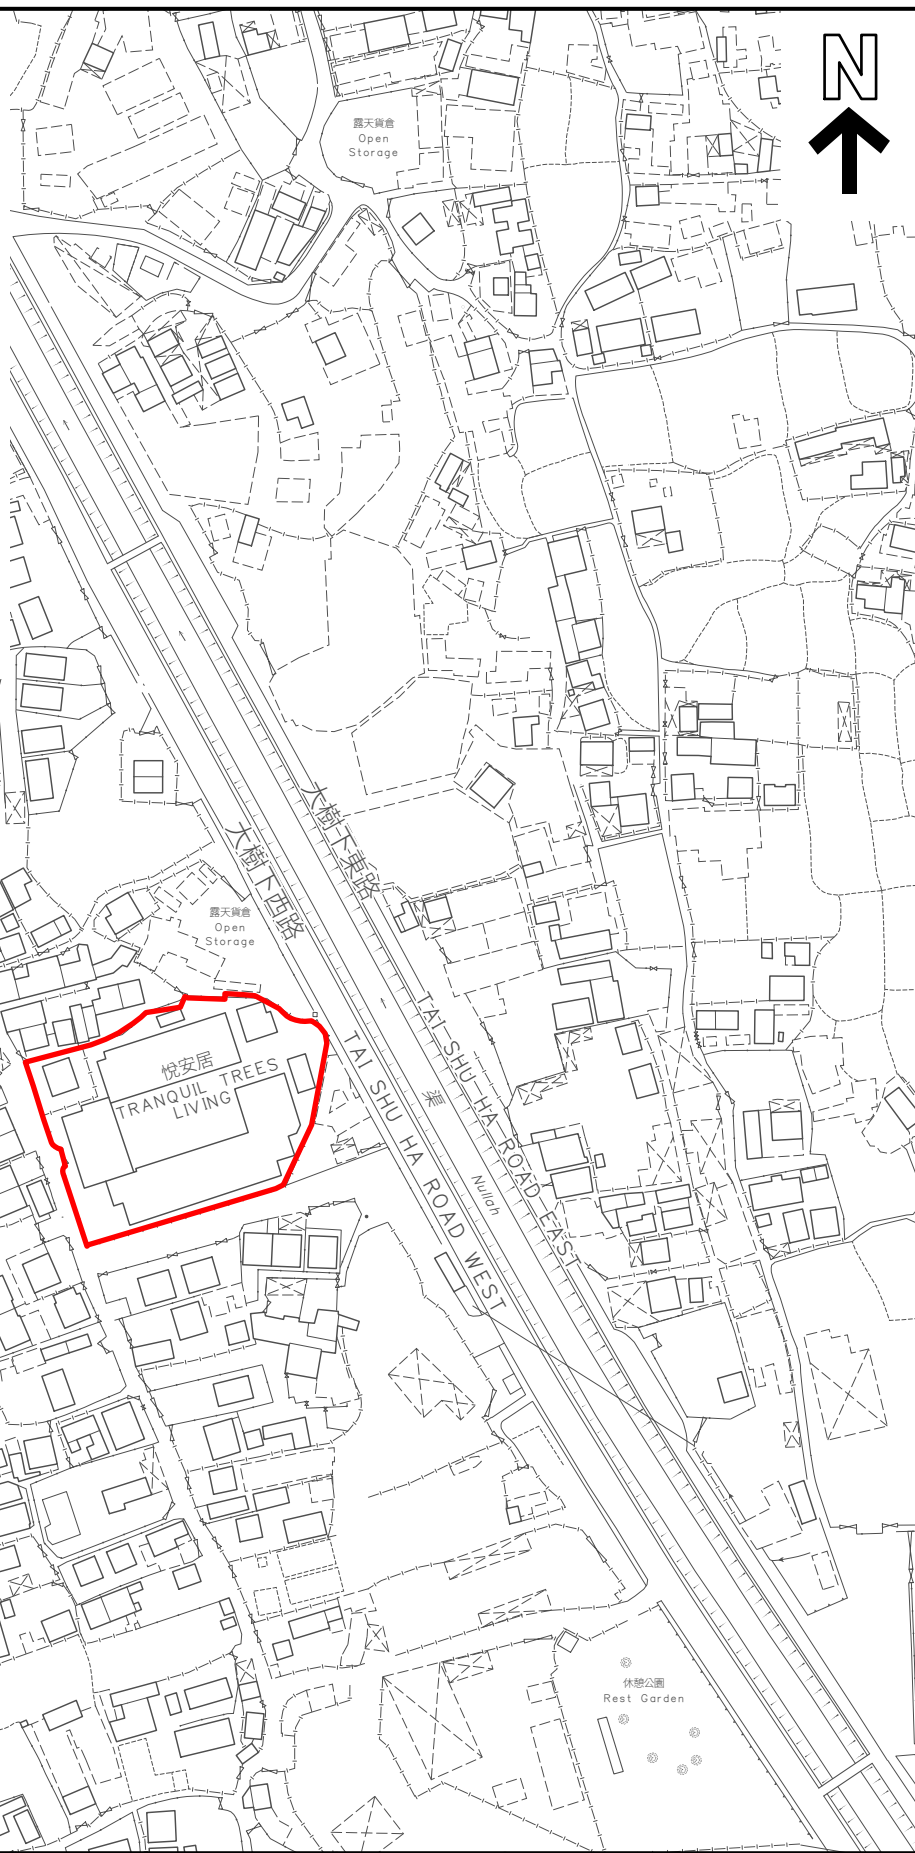 N
露天貨倉
Open
Storage
大樹下東路
大樹下西路
露天貨倉
Open
Storage
悅安居
TRANQUIL TREES
LIVING
TAI SHU HA ROAD WEST
TAI SHU HA ROAD EAST
渠
Nullah
休憩公園
Rest Garden